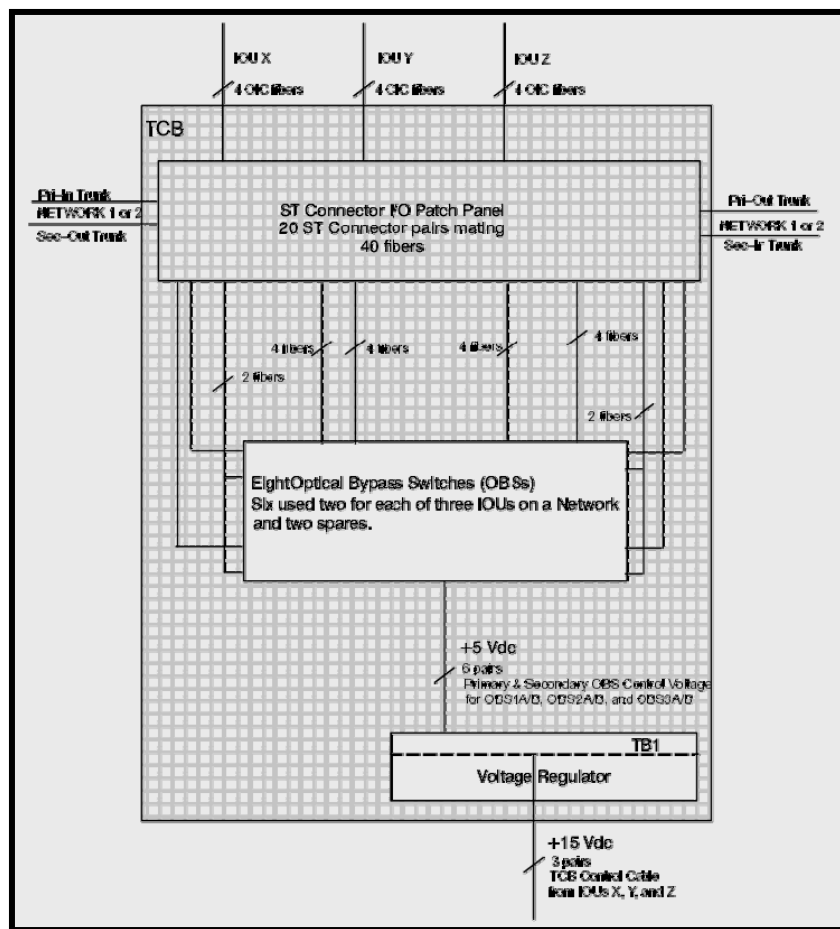 IOU X
IOU Y
IOU Z
4 OIC fibers
4 OIC fibers
4 OIC fibers
TCB
Pri–In Trunk
NETWORK 1 or 2
Sec–Out Trunk
ST Connector I/O Patch Panel
20 ST Connector pairs mating
40 fibers
Pri–Out Trunk
NETWORK 1 or 2
Sec–In Trunk
4 fibers
4 fibers
4 fibers
4 fibers
2 fibers
2 fibers
EightOptical Bypass Switches (OBSs)
Six used two for each of three IOUs on a Network
and two spares.
+5 Vdc
6 pairs
Primary & Secondary OBS Control Voltage
for OBS1A/B, OBS2A/B, and OBS3A/B
TB1
Voltage Regulator
+15 Vdc
3 pairs
TCB Control Cable
from IOUs X, Y, and Z